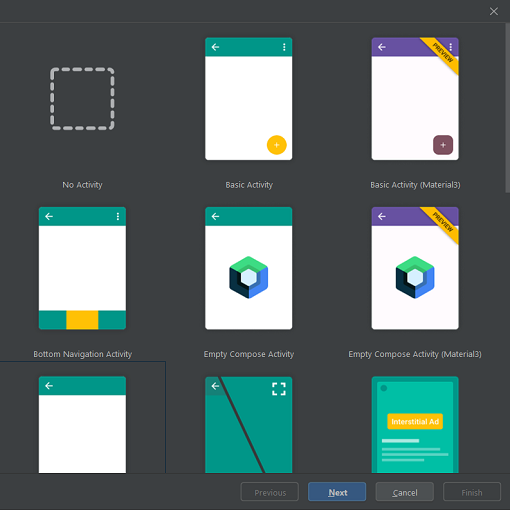 PREVIEW
No Activity
Basic Activity
Basic Activity (Material3)
PREVIEW
Bottom Navigation Activity
Empty Compose Activity
Empty Compose Activity (Material3)
Interstitial Ad
Previous
Next
Cancel
Finish